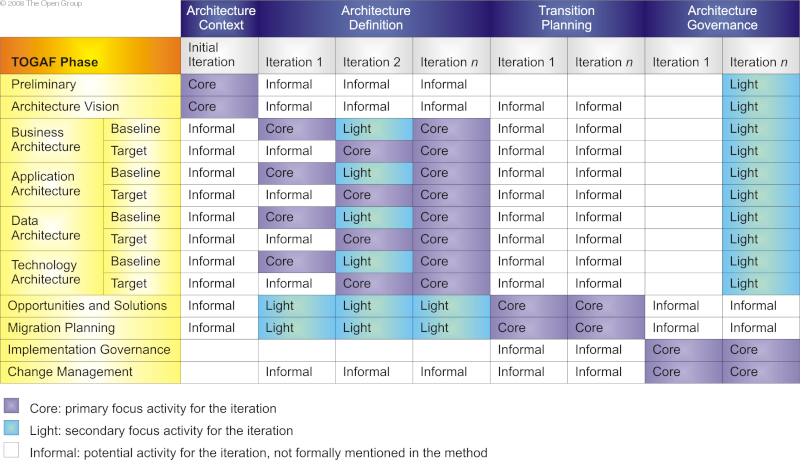 © 2008 The Open Group
Architecture Context Architecture Definition Transition Planning Architecture Governance
TOGAF Phase Initial Iteration Iteration 1 Iteration 2 Iteration n Iteration 1 Iteration n Iteration 1 Iteration n
Preliminary Core Informal Informal Informal Light
Architecture Vision Core Informal Informal Informal Informal Informal Light
Business Architecture Baseline Informal Core Light Core Informal Informal Light
Target Informal Informal Core Core Informal Informal Light
Application Architecture Baseline Informal Core Light Core Informal Informal Light
Target Informal Informal Core Core Informal Informal Light
Data Architecture Baseline Informal Core Light Core Informal Informal Light
Target Informal Informal Core Core Informal Informal Light
Technology Architecture Baseline Informal Core Light Core Informal Informal Light
Target Informal Informal Core Core Informal Informal Light
Opportunities and Solutions Informal Light Light Light Core Core Informal Informal
Migration Planning Informal Light Light Light Core Core Informal Informal
Implementation Governance Informal Informal Core Core
Change Management Informal Informal Informal Informal Informal Core Core
Core: primary focus activity for the iteration
Light: secondary focus activity for the iteration
Informal: potential activity for the iteration, not formally mentioned in the method